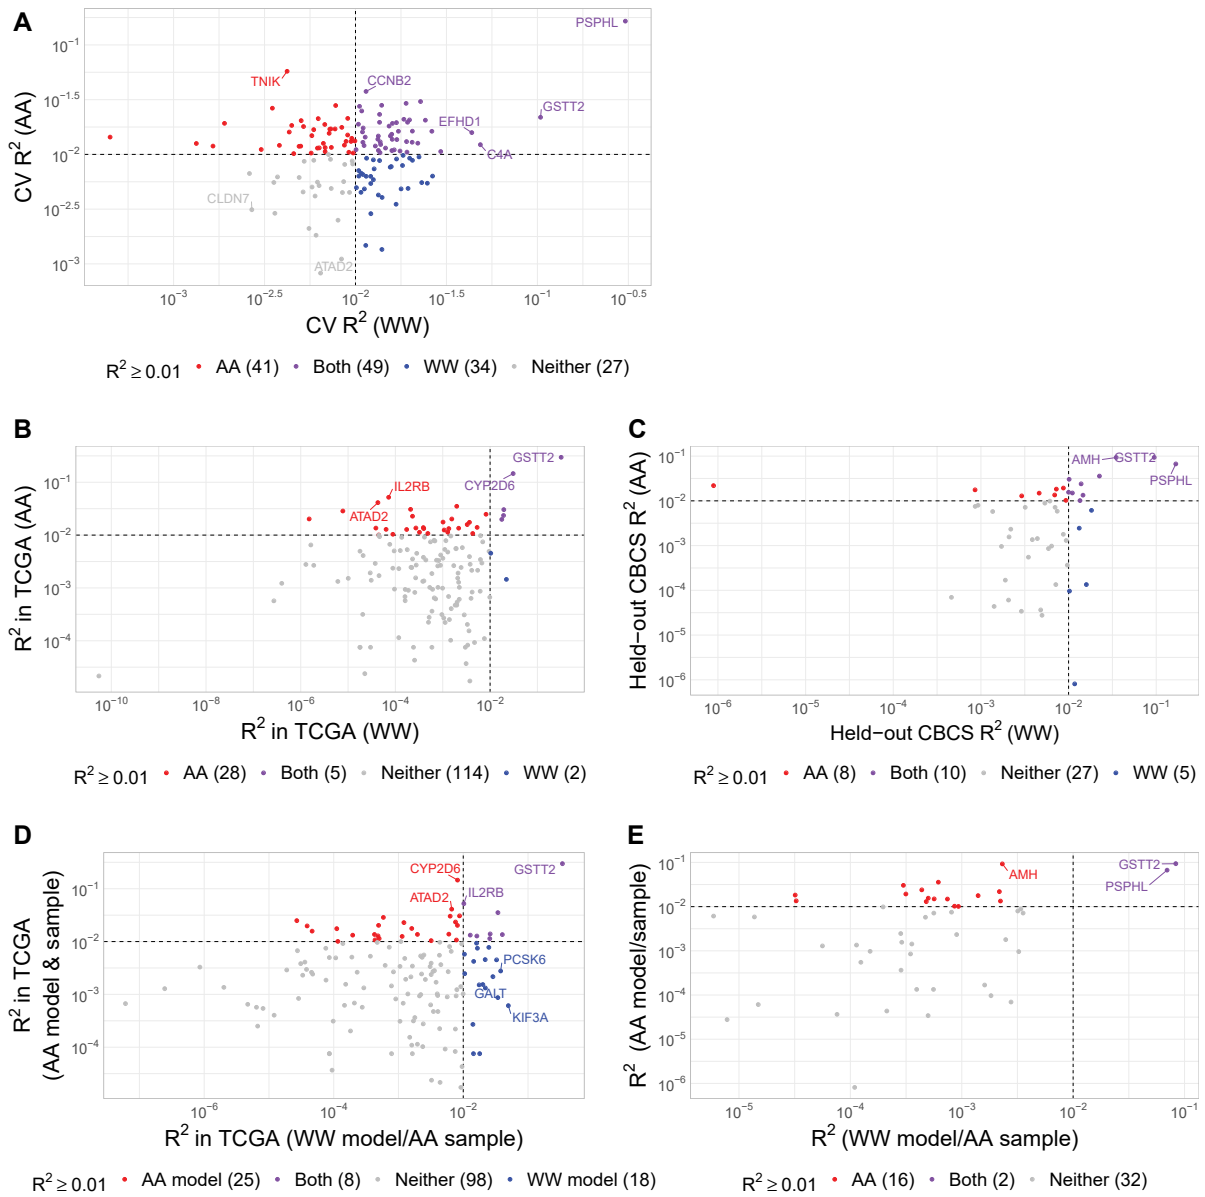 A
PSPHL
10⁻¹
TNIK
CCNB2
10⁻¹·⁵
GSTT2
EFHD1
C4A
10⁻²
CLDN7
10⁻²·⁵
ATAD2
10⁻³
CV R² (AA)
10⁻³ 10⁻²·⁵ 10⁻² 10⁻¹·⁵ 10⁻¹ 10⁻⁰·⁵
CV R² (WW)
R² ≥ 0.01 AA (41) Both (49) WW (34) Neither (27)
B
GSTT2
10⁻¹
CYP2D6
IL2RB
ATAD2
10⁻²
10⁻³
10⁻⁴
R² in TCGA (AA)
10⁻¹⁰ 10⁻⁸ 10⁻⁶ 10⁻⁴ 10⁻²
R² in TCGA (WW)
R² ≥ 0.01 AA (28) Both (5) Neither (114) WW (2)
C
10⁻¹
AMH GSTT2
PSPHL
10⁻²
10⁻³
10⁻⁴
10⁻⁵
10⁻⁶
Held−out CBCS R² (AA)
10⁻⁶ 10⁻⁵ 10⁻⁴ 10⁻³ 10⁻² 10⁻¹
Held−out CBCS R² (WW)
R² ≥ 0.01 AA (8) Both (10) Neither (27) WW (5)
D
CYP2D6 GSTT2
10⁻¹
ATAD2 IL2RB
10⁻²
PCSK6
10⁻³
GALT
KIF3A
10⁻⁴
R² in TCGA
(AA model & sample)
10⁻⁶ 10⁻⁴ 10⁻²
R² in TCGA (WW model/AA sample)
R² ≥ 0.01 AA model (25) Both (8) Neither (98) WW model (18)
E
10⁻¹
GSTT2
AMH
PSPHL
10⁻²
10⁻³
10⁻⁴
10⁻⁵
10⁻⁶
R² (AA model/sample)
10⁻⁵ 10⁻⁴ 10⁻³ 10⁻² 10⁻¹
R² (WW model/AA sample)
R² ≥ 0.01 AA (16) Both (2) Neither (32)